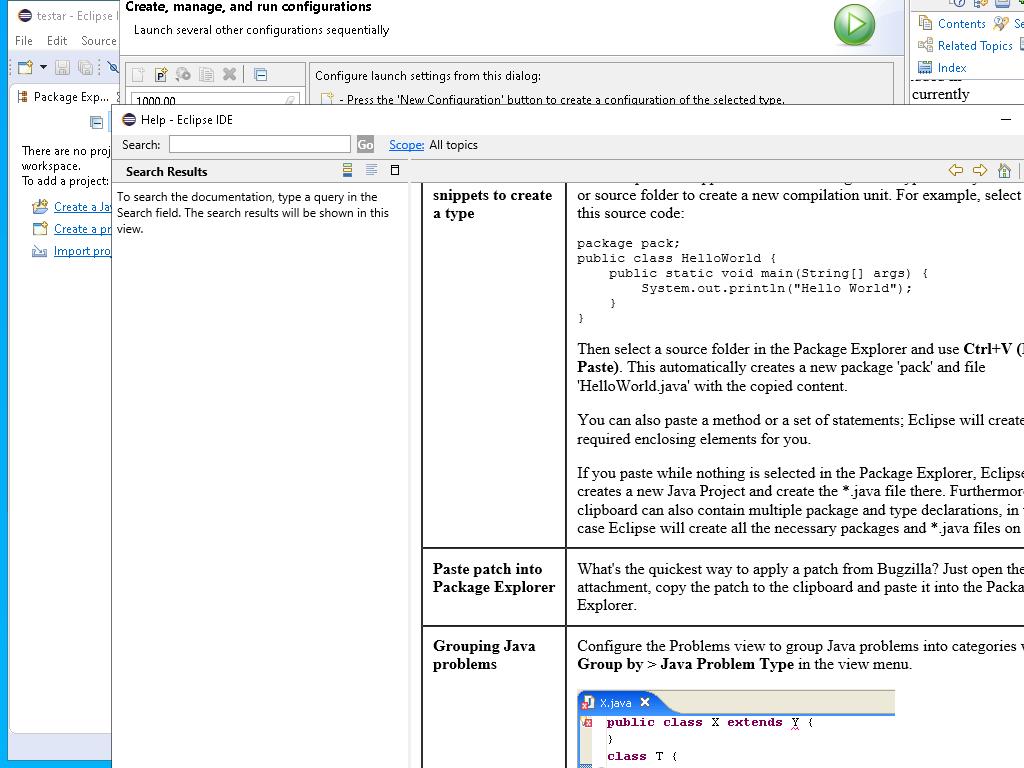 testar - Eclipse I
File Edit Source
Package Exp...
There are no proj
workspace.
To add a project:
Create a Ja
Create a pr
Import pro
Create, manage, and run configurations
Launch several other configurations sequentially
1000.00
Configure launch settings from this dialog:
- Press the 'New Configuration' button to create a configuration of the selected type.
Contents Se
Related Topics
Index
currently
Help - Eclipse IDE
Search: Go Scope: All topics
Search Results
To search the documentation, type a query in the
Search field. The search results will be shown in this
view.
snippets to create
a type
or source folder to create a new compilation unit. For example, select
this source code:
package pack;
public class HelloWorld {
public static void main(String[] args) {
System.out.println("Hello World");
}
}
Then select a source folder in the Package Explorer and use Ctrl+V (
Paste). This automatically creates a new package 'pack' and file
'HelloWorld.java' with the copied content.
You can also paste a method or a set of statements; Eclipse will create
required enclosing elements for you.
If you paste while nothing is selected in the Package Explorer, Eclipse
creates a new Java Project and create the *.java file there. Furthermor
clipboard can also contain multiple package and type declarations, in
case Eclipse will create all the necessary packages and *.java files on
Paste patch into
Package Explorer
What's the quickest way to apply a patch from Bugzilla? Just open the
attachment, copy the patch to the clipboard and paste it into the Packa
Explorer.
Grouping Java
problems
Configure the Problems view to group Java problems into categories v
Group by > Java Problem Type in the view menu.
X.java
public class X extends Y {
}
class T {